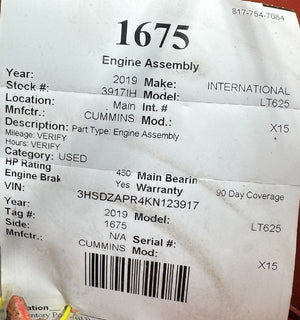 817-754-7084
1675
Engine Assembly
Year: 2019 Make: INTERNATIONAL
Stock #: 3917IH Model: LT625
Location: Main Int. #
Mnfctr.: CUMMINS Mod.: X15
Description: Part Type: Engine Assembly
Mileage: VERIFY
Hours: VERIFY
Category: USED
HP Rating 450 Main Bearin
Engine Brak Yes Warranty 90 Day Coverage
VIN: 3HSDZAPR4KN123917
Year: 2019 Model: LT625
Tag #: 1675
Side: N/A Serial #:
Mnfctr.: CUMMINS Mod: X15